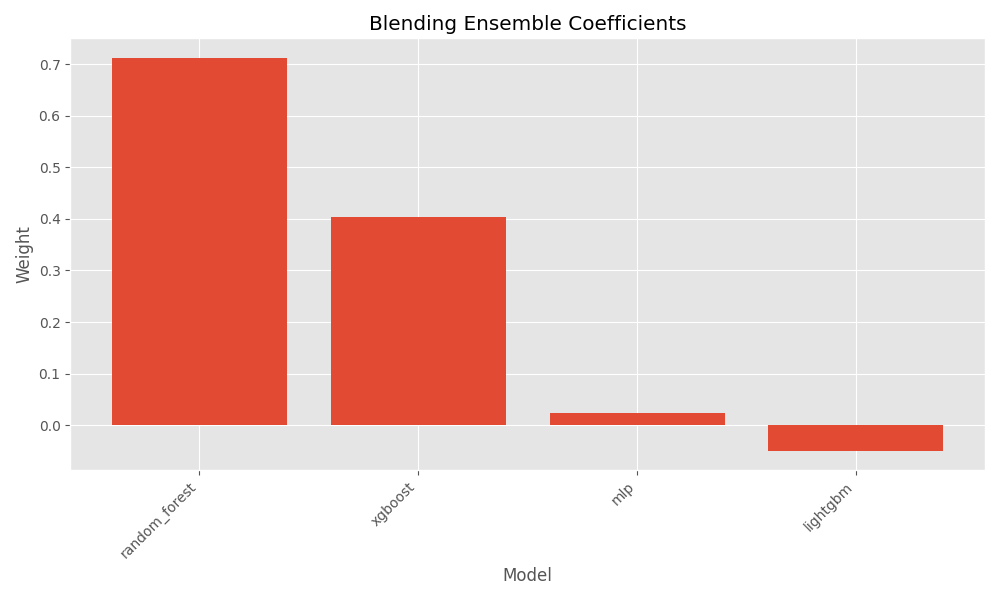 Blending Ensemble Coefficients
Weight
0.7
0.6
0.5
0.4
0.3
0.2
0.1
0.0
random_forest
xgboost
mlp
lightgbm
Model